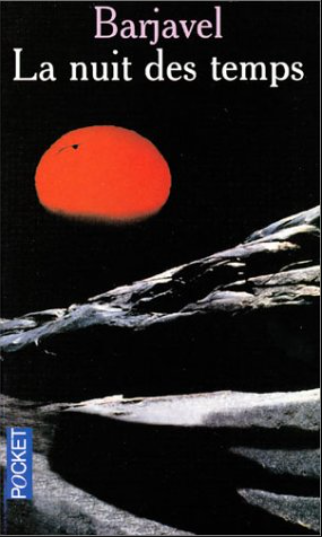 Barjavel
La nuit des temps
POCKET